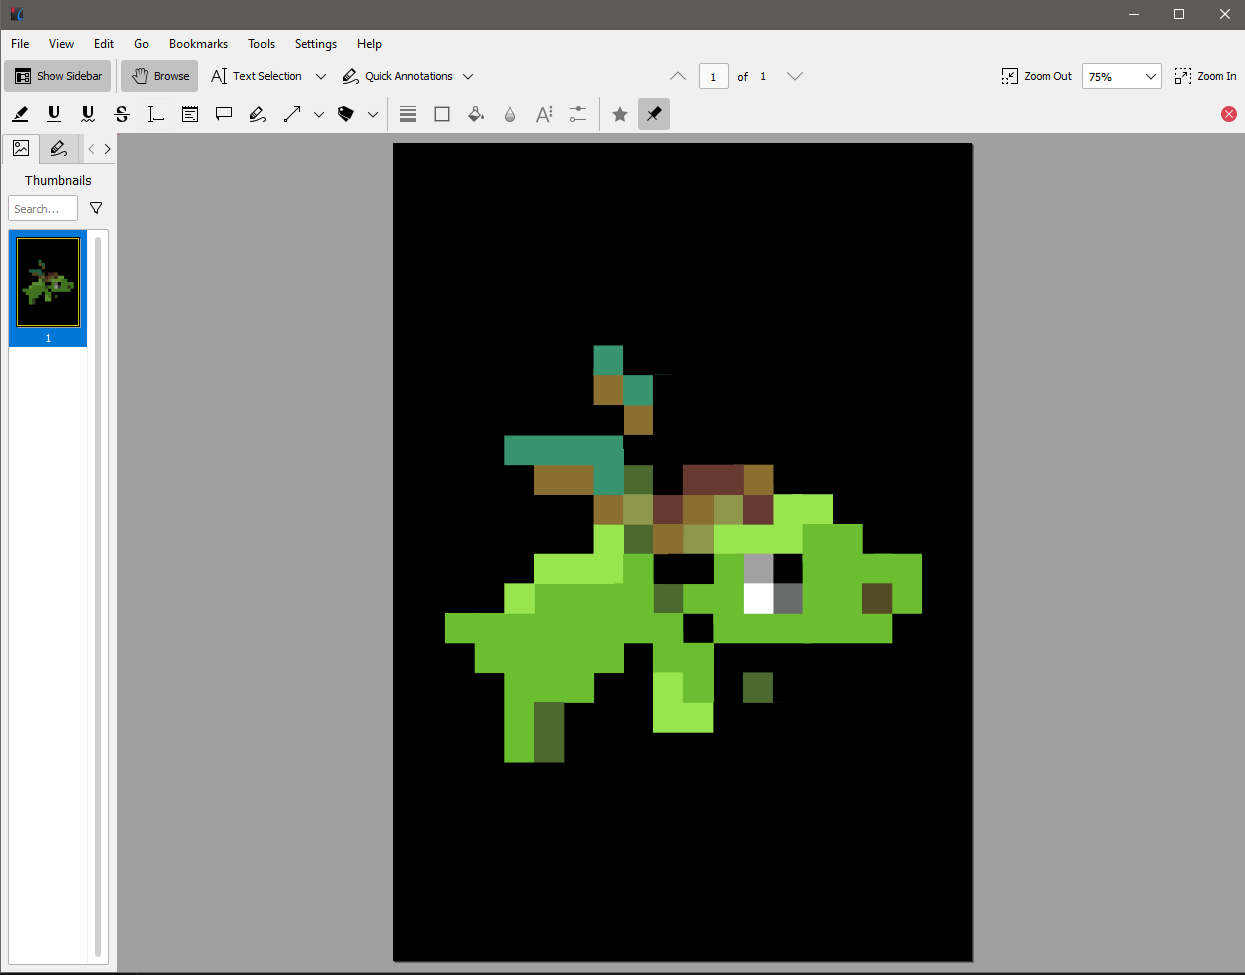 File View Edit Go Bookmarks Tools Settings Help
Show Sidebar Browse Text Selection Quick Annotations 1 of 1 Zoom Out 75% Zoom In
Thumbnails
Search...
1